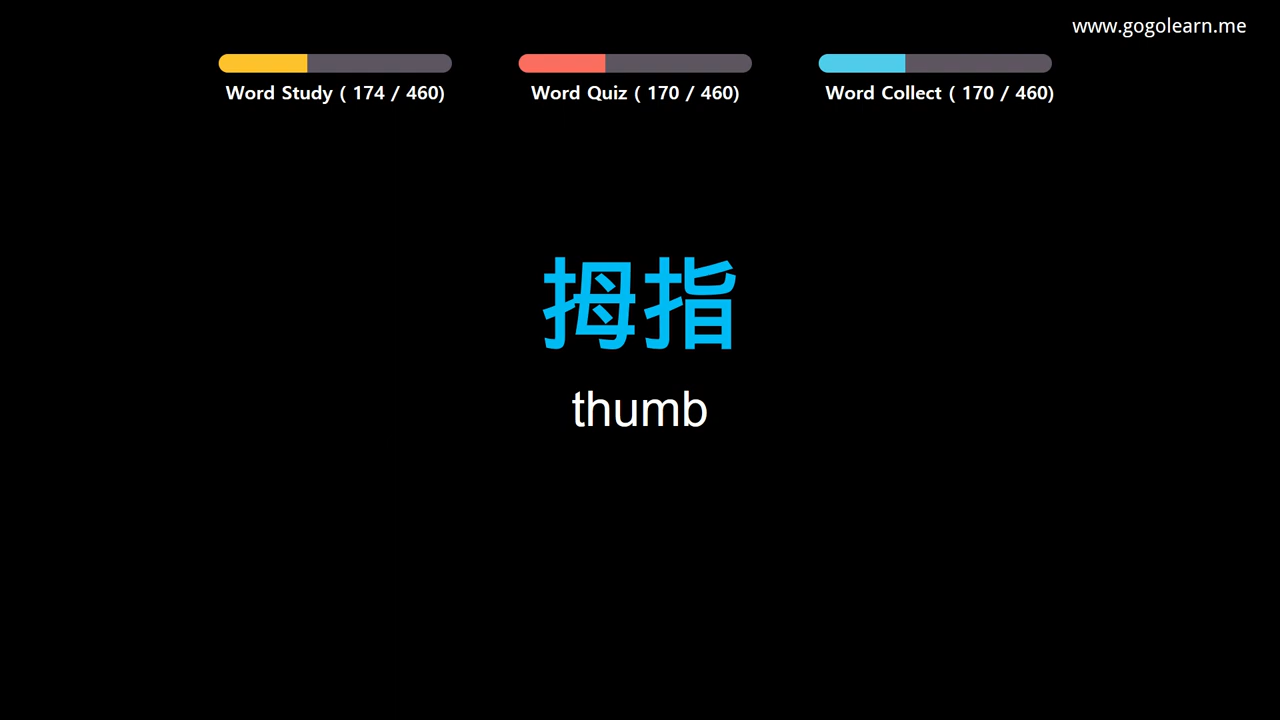 www.gogolearn.me
Word Study ( 174 / 460)
Word Quiz ( 170 / 460)
Word Collect ( 170 / 460)
拇指
thumb